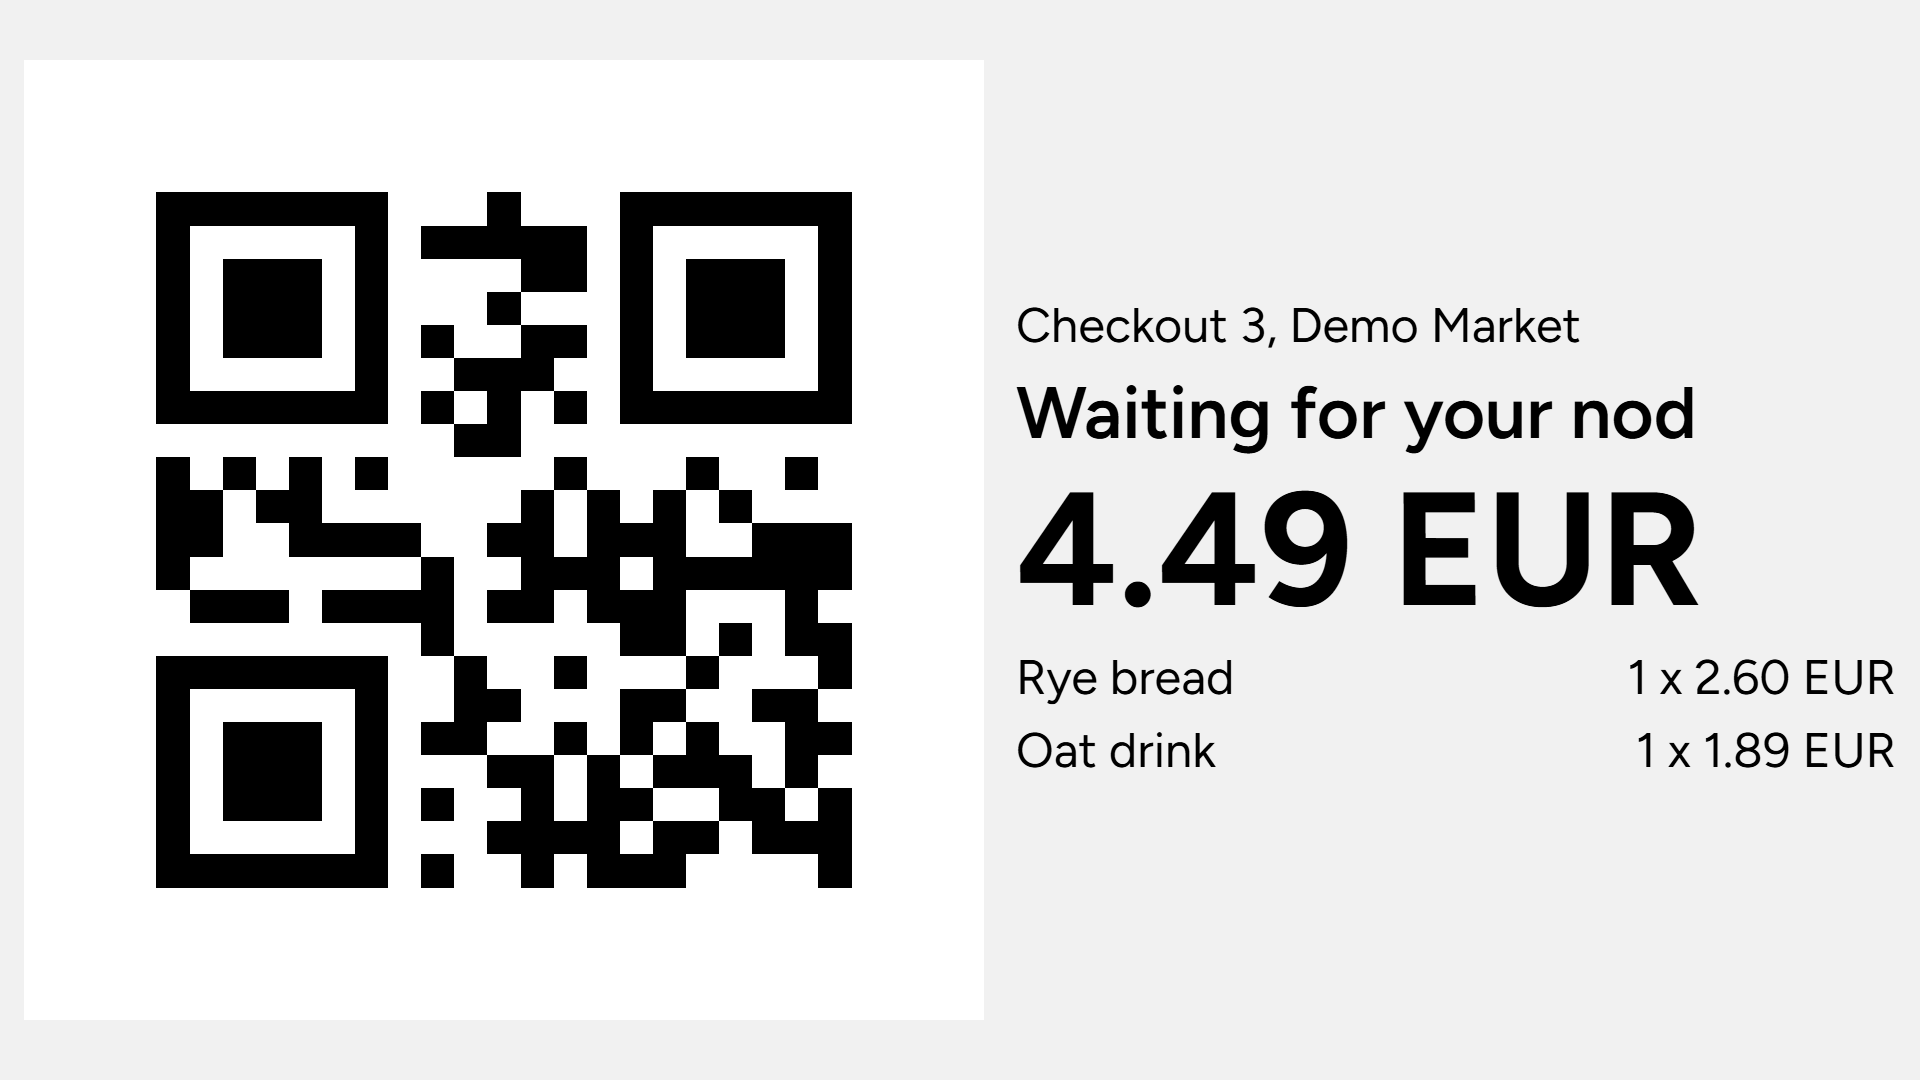 Checkout 3, Demo Market
Waiting for your nod
4.49 EUR
Rye bread 1 x 2.60 EUR
Oat drink 1 x 1.89 EUR